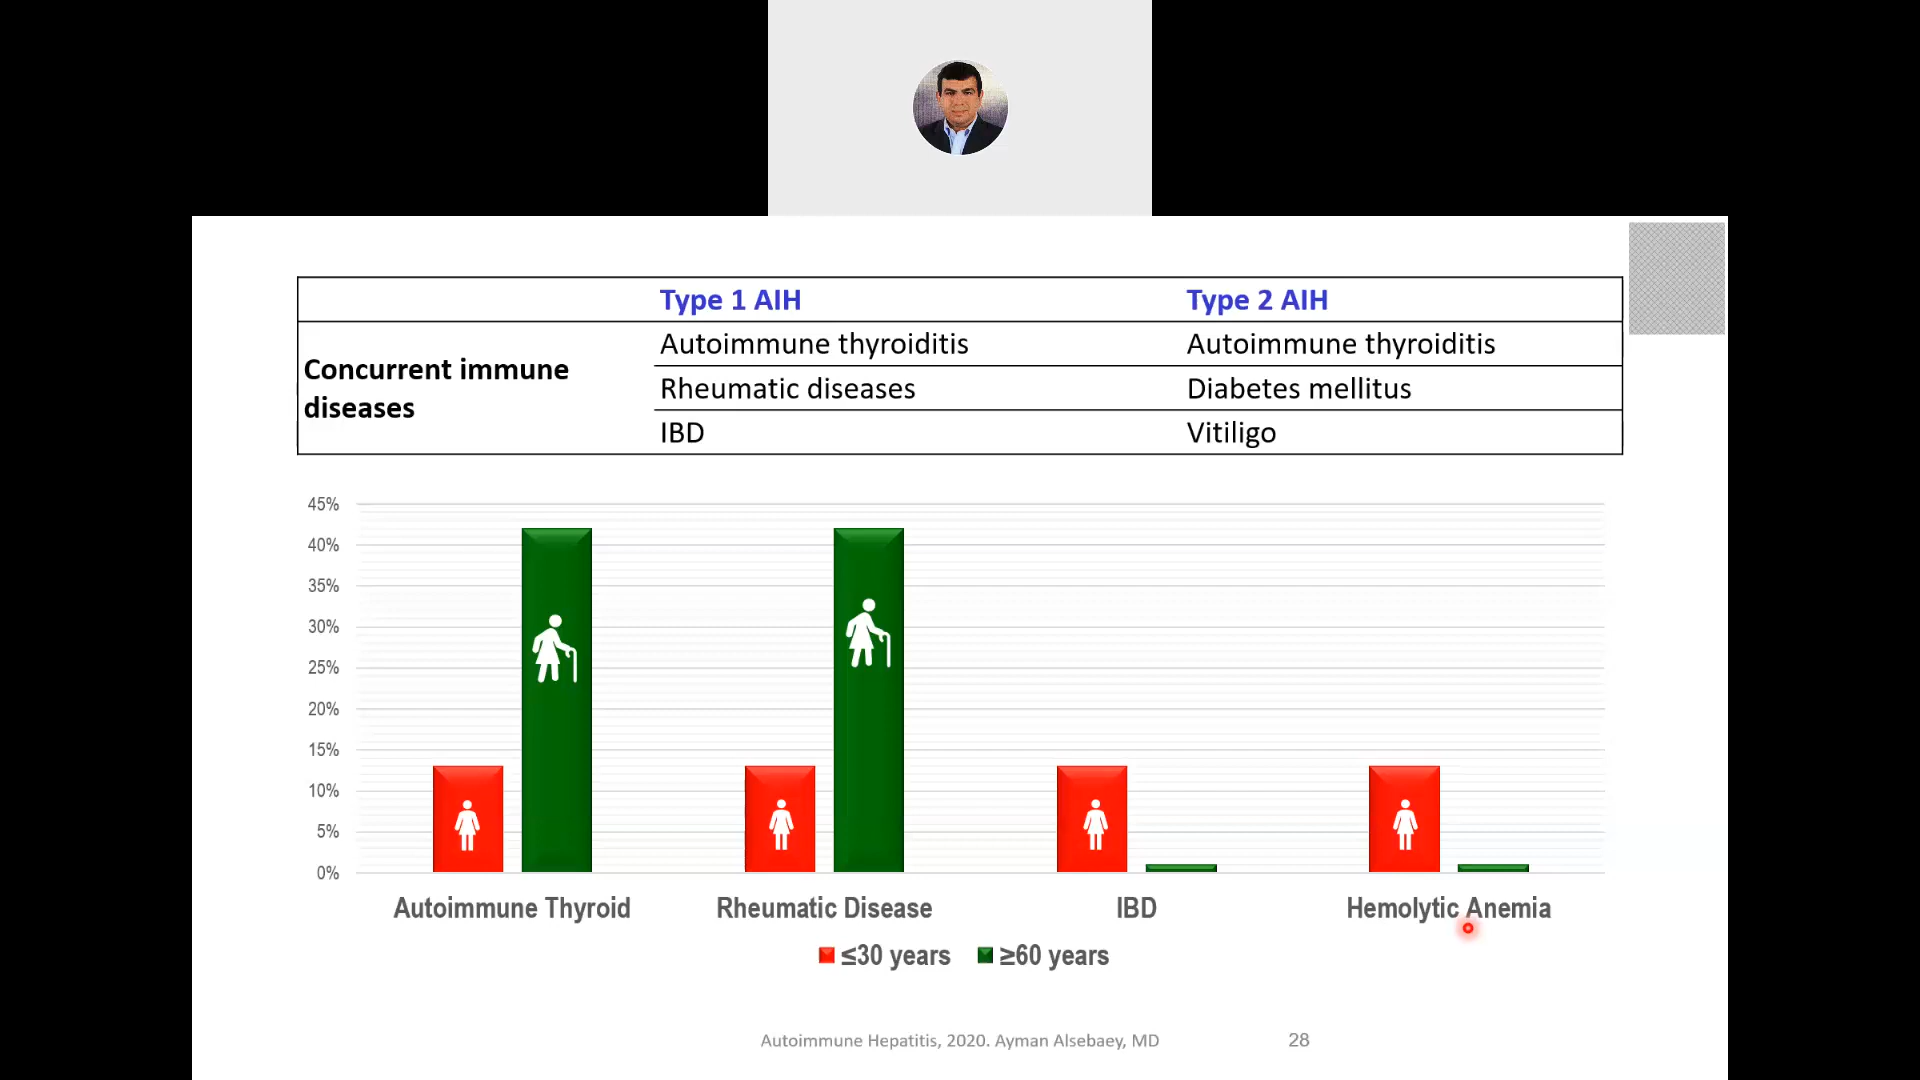 Type 1 AIH Type 2 AIH
Concurrent immune
diseases
Autoimmune thyroiditis Autoimmune thyroiditis
Rheumatic diseases Diabetes mellitus
IBD Vitiligo
45%
40%
35%
30%
25%
20%
15%
10%
5%
0%
Autoimmune Thyroid Rheumatic Disease IBD Hemolytic Anemia
≤30 years ≥60 years
Autoimmune Hepatitis, 2020. Ayman Alsebaey, MD 28